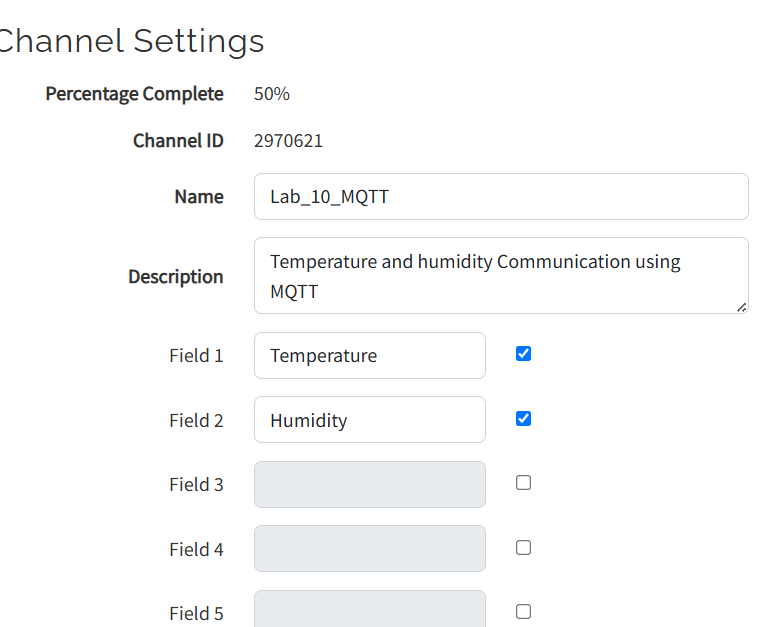 Channel Settings
Percentage Complete 50%
Channel ID 2970621
Name Lab_10_MQTT
Description Temperature and humidity Communication using
MQTT
Field 1 Temperature
Field 2 Humidity
Field 3
Field 4
Field 5